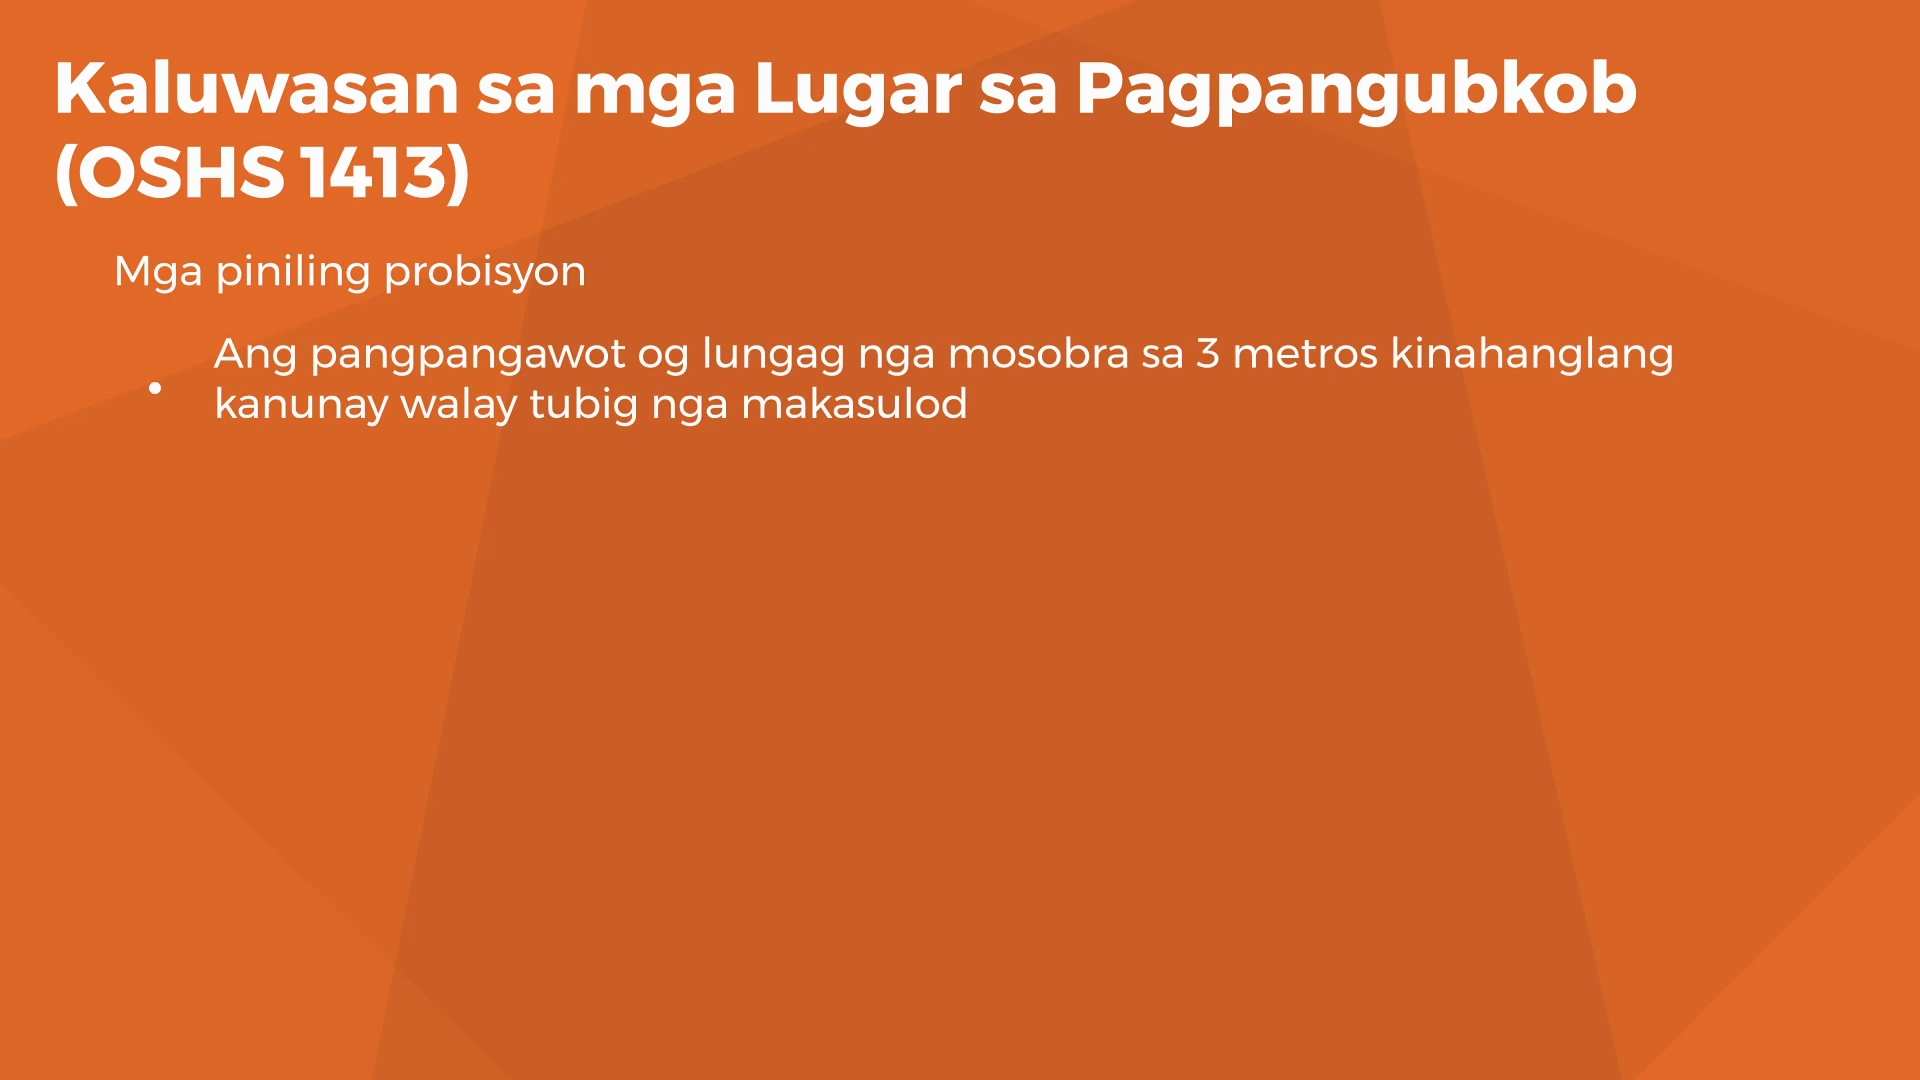 Kaluwasan sa mga Lugar sa Pagpangubkob
(OSHS 1413)
Mga piniling probisyon
• Ang pangpangawot og lungag nga mosobra sa 3 metros kinahanglang
kanunay walay tubig nga makasulod